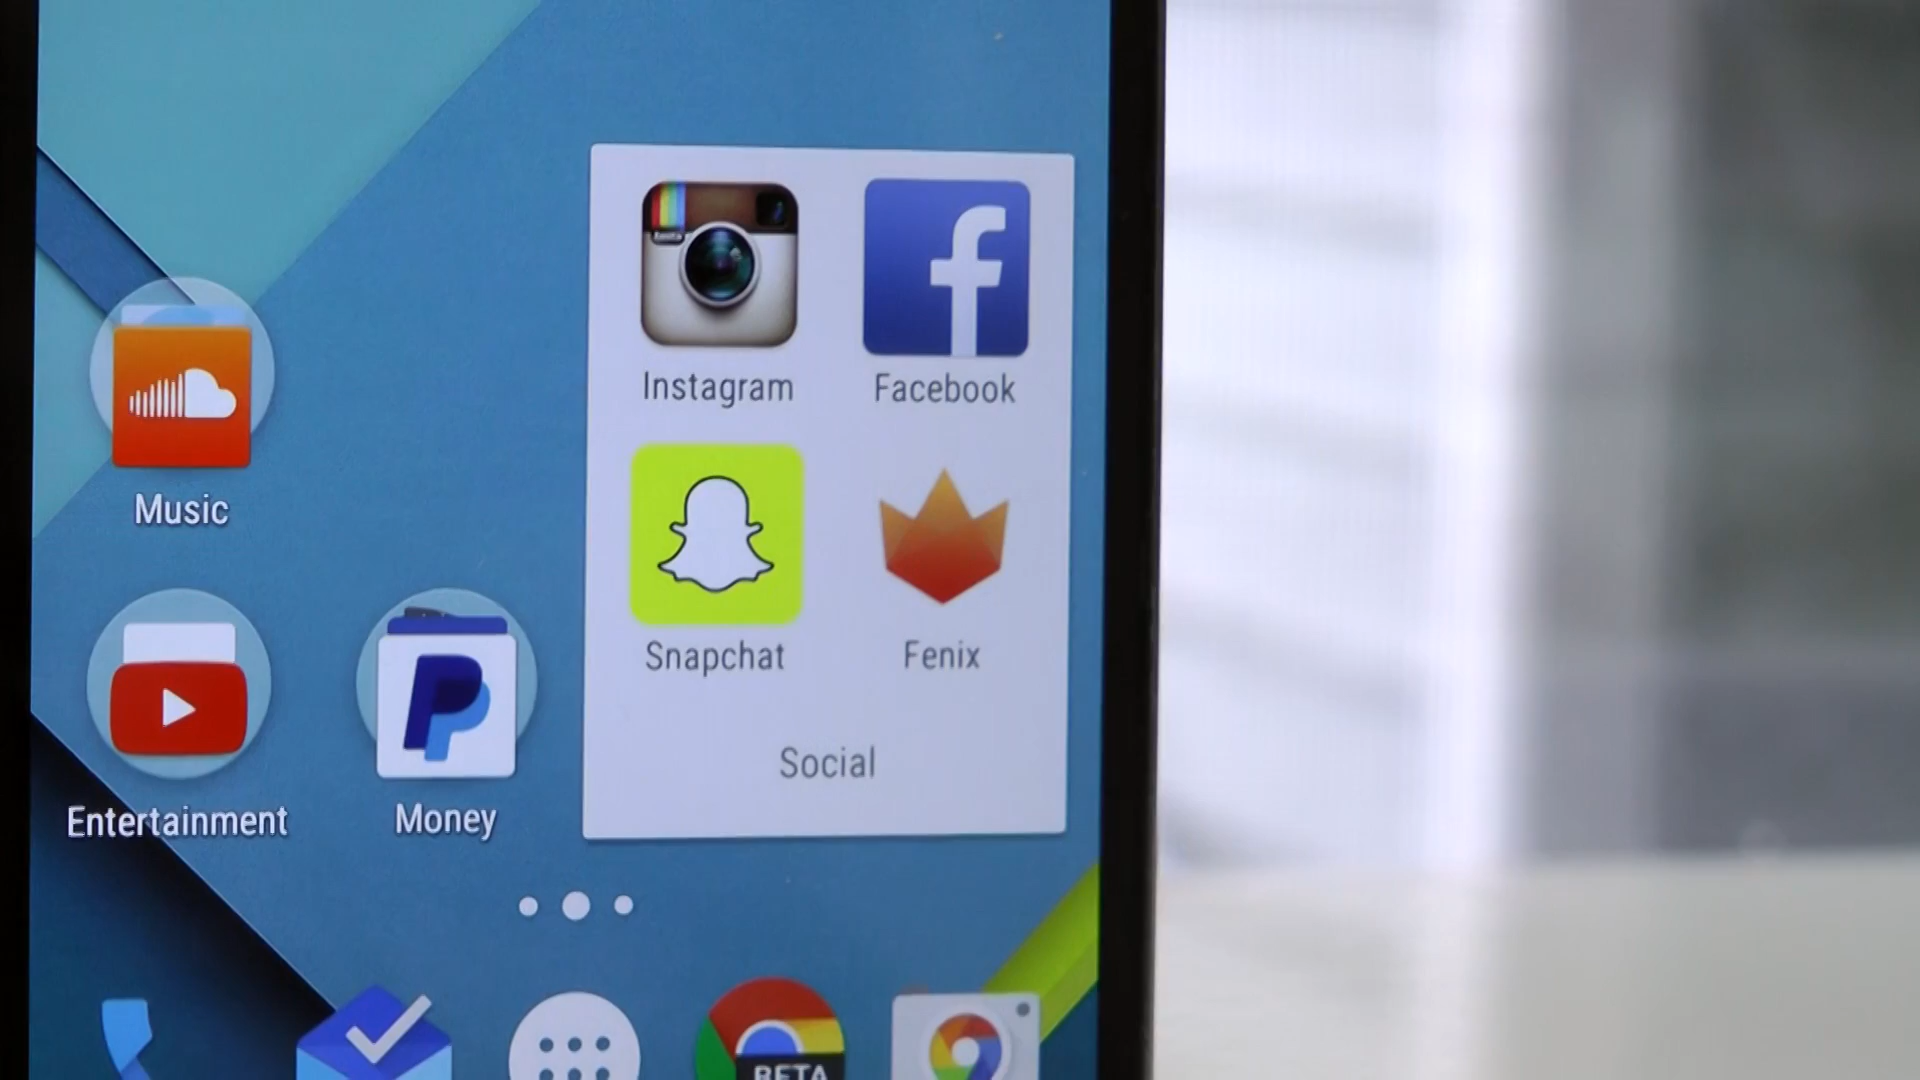 Instagram
Facebook
Music
Snapchat
Fenix
Social
Entertainment
Money
BETA